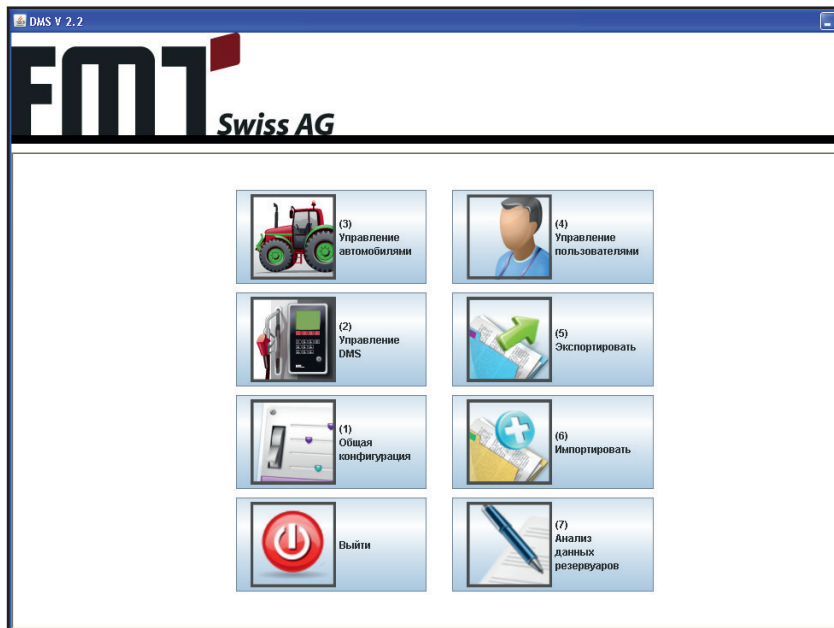 DMS V 2.2
FMT
Swiss AG
(3)
Управление
автомобилями
(4)
Управление
пользователями
(2)
Управление
DMS
(5)
Экспортировать
(1)
Общая
конфигурация
(6)
Импортировать
Выйти
(7)
Анализ
данных
резервуаров